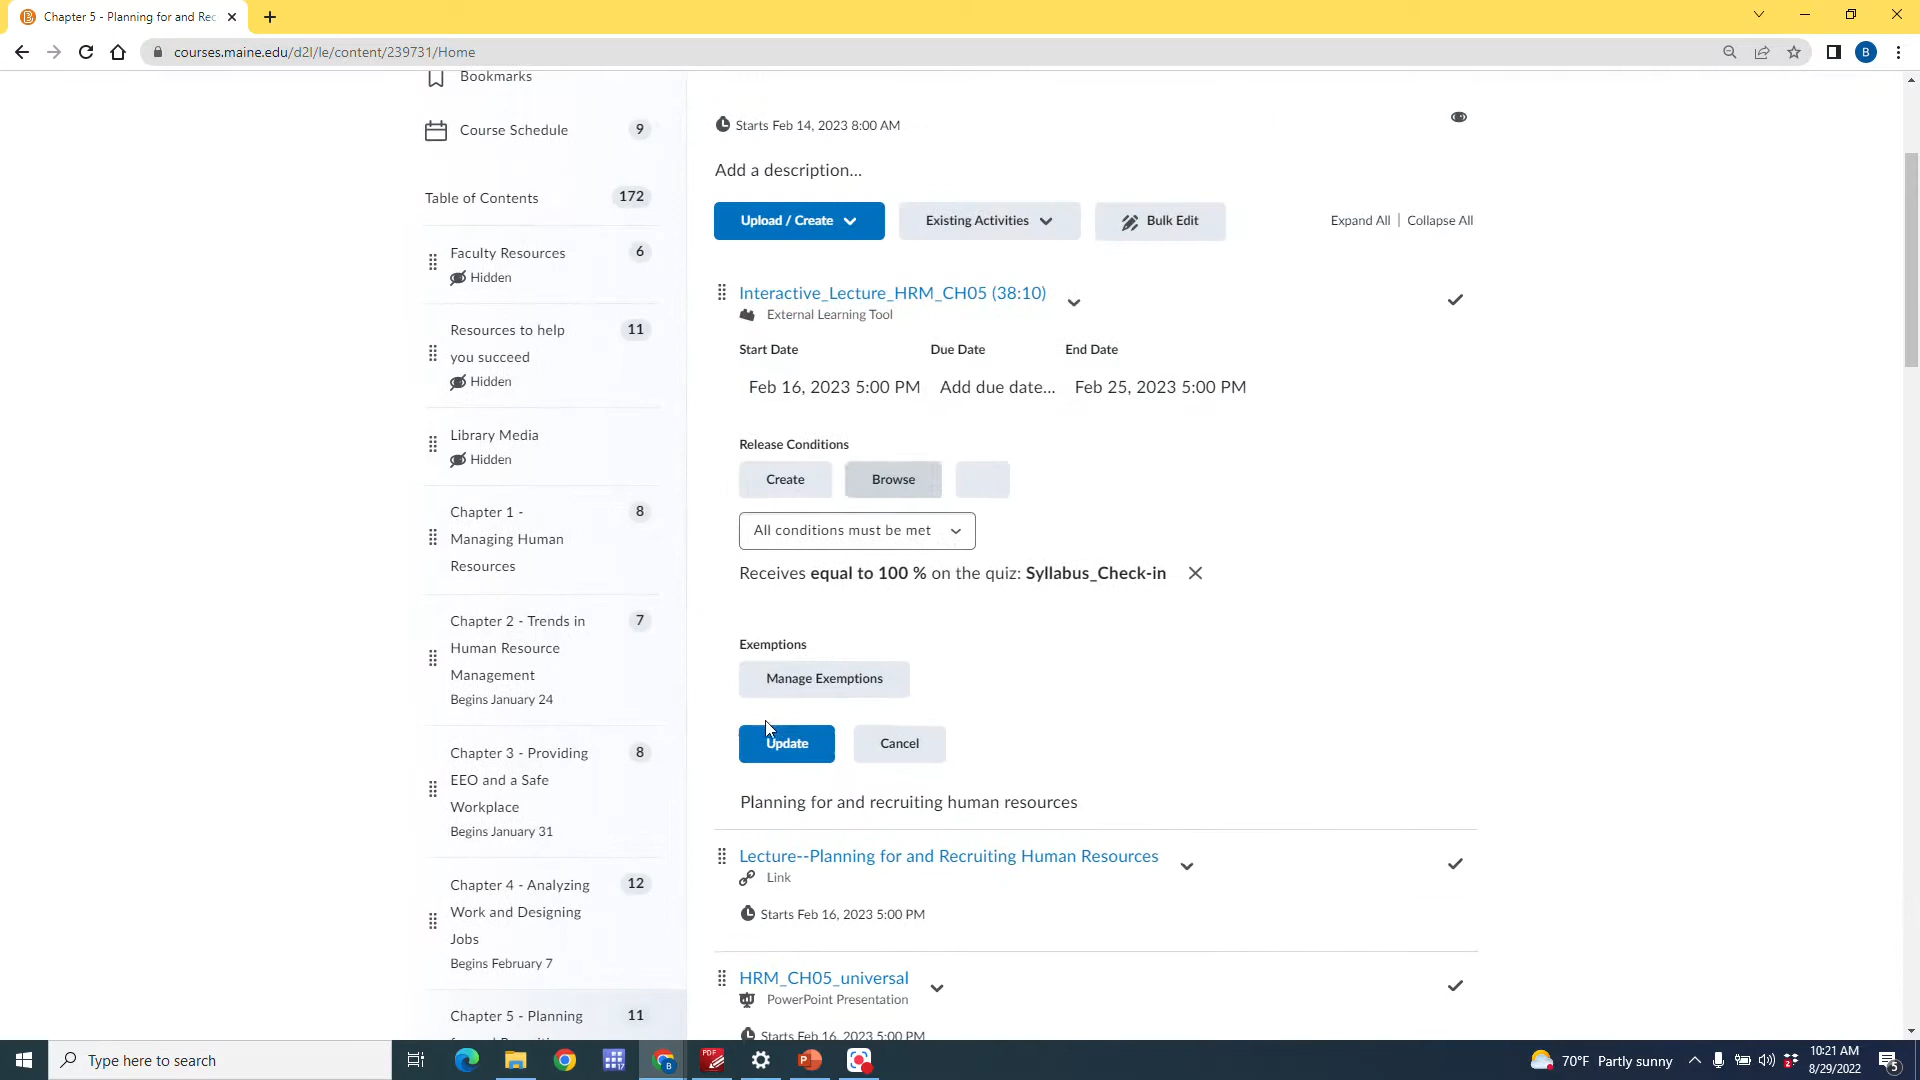 Chapter 5 - Planning for and Rec
courses.maine.edu/d2l/le/content/239731/Home
B
Bookmarks
Course Schedule 9
Table of Contents 172
Faculty Resources 6
Hidden
Resources to help 11
you succeed
Hidden
Library Media
Hidden
Chapter 1 - 8
Managing Human
Resources
Chapter 2 - Trends in 7
Human Resource
Management
Begins January 24
Chapter 3 - Providing 8
EEO and a Safe
Workplace
Begins January 31
Chapter 4 - Analyzing 12
Work and Designing
Jobs
Begins February 7
Chapter 5 - Planning 11
Starts Feb 14, 2023 8:00 AM
Add a description...
Upload / Create Existing Activities Bulk Edit Expand All | Collapse All
Interactive_Lecture_HRM_CH05 (38:10)
External Learning Tool
Start Date Due Date End Date
Feb 16, 2023 5:00 PM Add due date... Feb 25, 2023 5:00 PM
Release Conditions
Create Browse
All conditions must be met
Receives equal to 100 % on the quiz: Syllabus_Check-in
Exemptions
Manage Exemptions
Update Cancel
Planning for and recruiting human resources
Lecture--Planning for and Recruiting Human Resources
Link
Starts Feb 16, 2023 5:00 PM
HRM_CH05_universal
PowerPoint Presentation
Starts Feb 16, 2023 5:00 PM
Type here to search
70°F Partly sunny
10:21 AM
8/29/2022
5